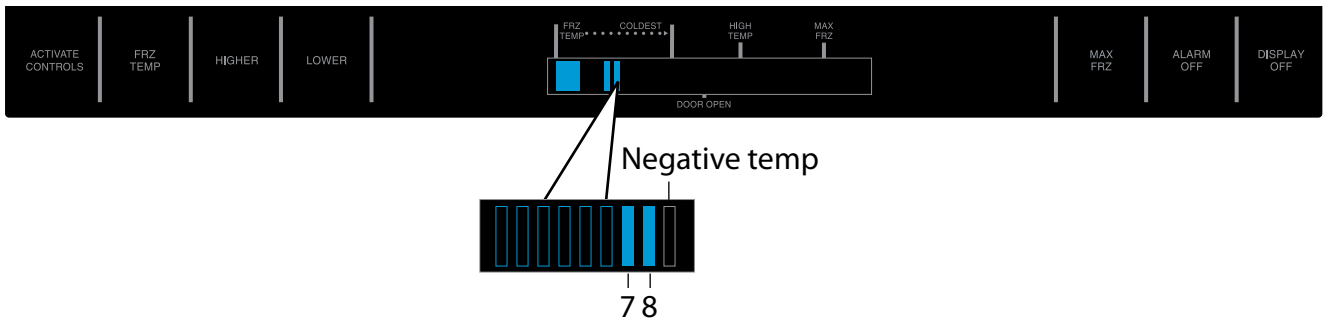 ACTIVATE
CONTROLS
FRZ
TEMP
HIGHER
LOWER
FRZ
TEMP
COLDEST
HIGH
TEMP
MAX
FRZ
DOOR OPEN
MAX
FRZ
ALARM
OFF
DISPLAY
OFF
Negative temp
7 8